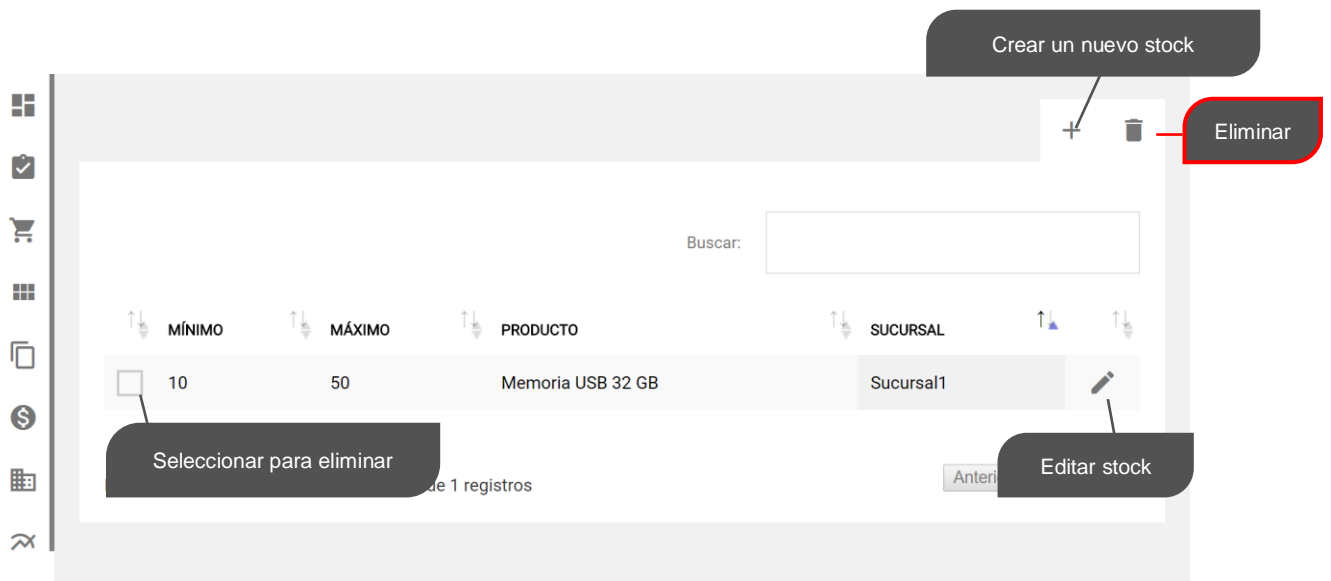 Crear un nuevo stock
Eliminar
Buscar:
MÍNIMO MÁXIMO PRODUCTO SUCURSAL
10 50 Memoria USB 32 GB Sucursal1
Seleccionar para eliminar
Editar stock
de 1 registros